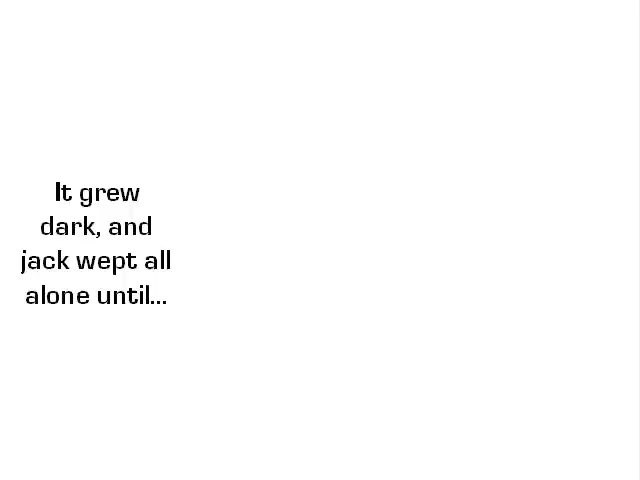 It grew
dark, and
jack wept all
alone until...